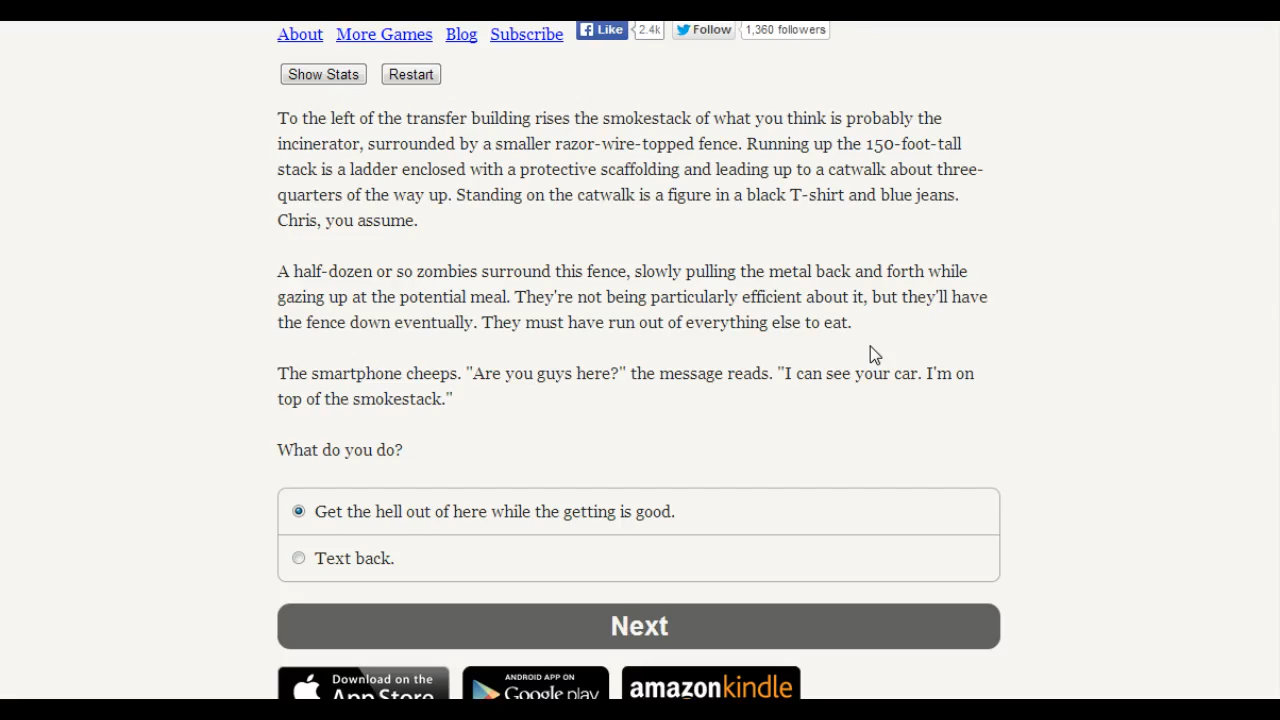 About More Games Blog Subscribe Like 2.4k Follow 1,360 followers
Show Stats Restart
To the left of the transfer building rises the smokestack of what you think is probably the
incinerator, surrounded by a smaller razor-wire-topped fence. Running up the 150-foot-tall
stack is a ladder enclosed with a protective scaffolding and leading up to a catwalk about three-
quarters of the way up. Standing on the catwalk is a figure in a black T-shirt and blue jeans.
Chris, you assume.
A half-dozen or so zombies surround this fence, slowly pulling the metal back and forth while
gazing up at the potential meal. They're not being particularly efficient about it, but they'll have
the fence down eventually. They must have run out of everything else to eat.
The smartphone cheeps. "Are you guys here?" the message reads. "I can see your car. I'm on
top of the smokestack."
What do you do?
Get the hell out of here while the getting is good.
Text back.
Next
Download on the
App Store
ANDROID APP ON
Google play
amazonkindle